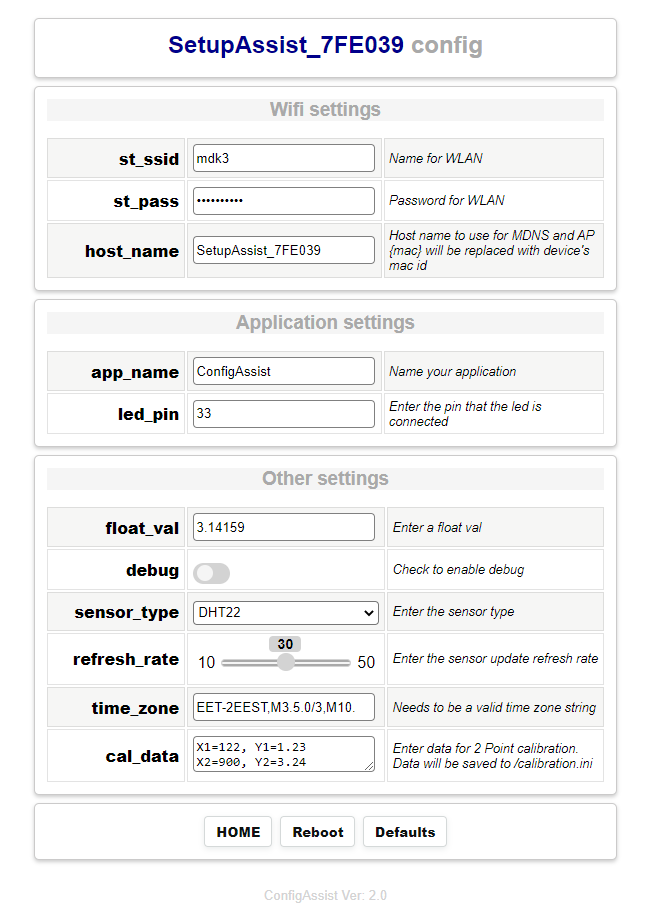 SetupAssist_7FE039 config
Wifi settings
st_ssid mdk3 Name for WLAN
st_pass •••••••••• Password for WLAN
host_name SetupAssist_7FE039 Host name to use for MDNS and AP
{mac} will be replaced with device's
mac id
Application settings
app_name ConfigAssist Name your application
led_pin 33 Enter the pin that the led is
connected
Other settings
float_val 3.14159 Enter a float val
debug Check to enable debug
sensor_type DHT22 Enter the sensor type
30
refresh_rate 10 50 Enter the sensor update refresh rate
time_zone EET-2EEST,M3.5.0/3,M10. Needs to be a valid time zone string
cal_data X1=122, Y1=1.23 Enter data for 2 Point calibration.
X2=900, Y2=3.24 Data will be saved to /calibration.ini
HOME Reboot Defaults
ConfigAssist Ver: 2.0